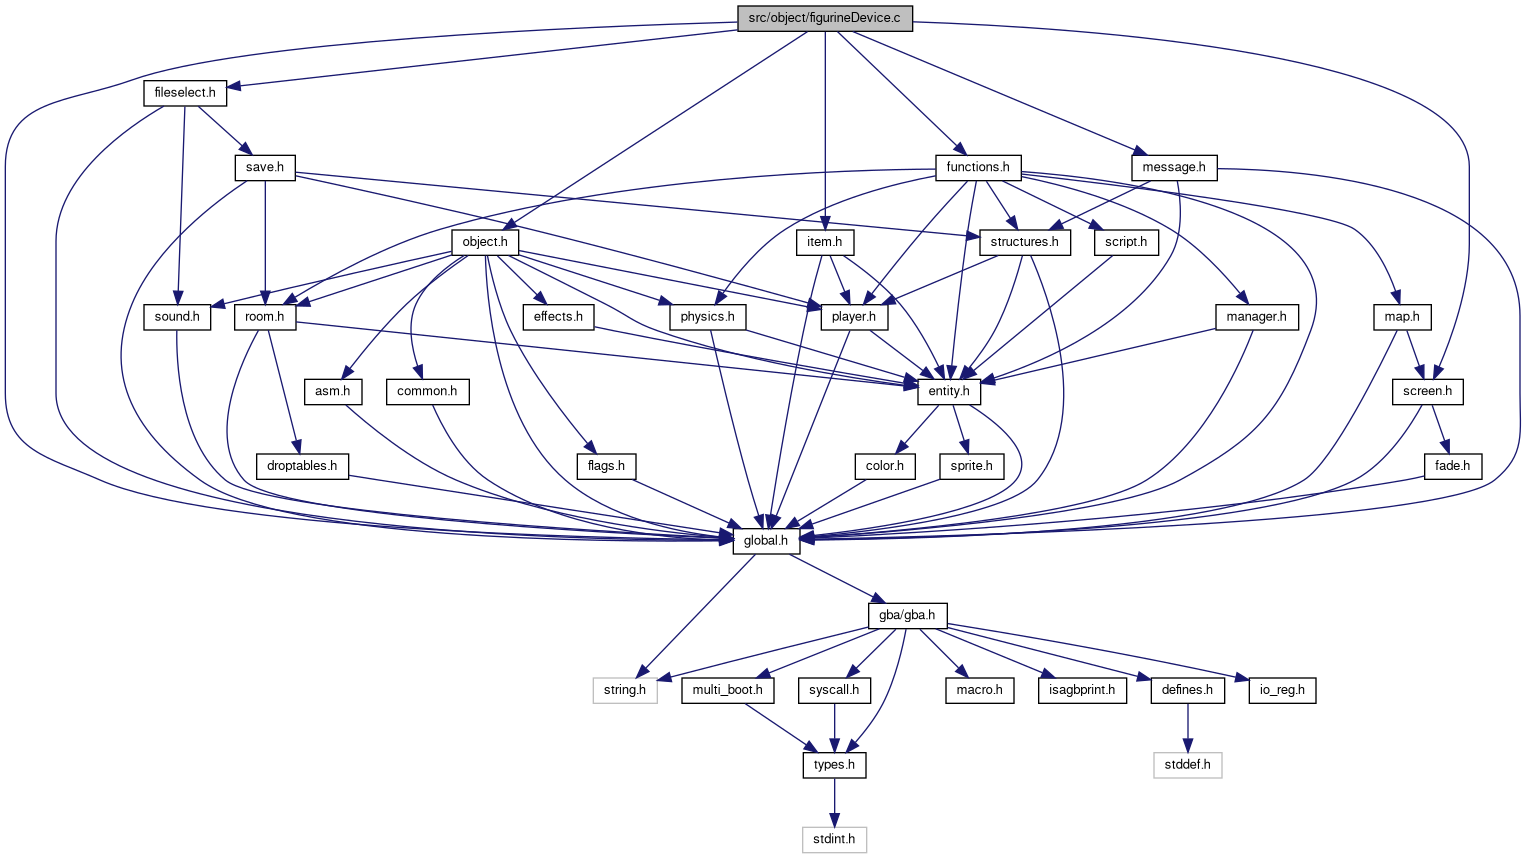 src/object/figurineDevice.c
fileselect.h
save.h
functions.h
message.h
object.h
item.h
structures.h
script.h
sound.h
room.h
effects.h
physics.h
player.h
manager.h
map.h
asm.h
common.h
entity.h
screen.h
droptables.h
flags.h
color.h
sprite.h
fade.h
global.h
gba/gba.h
string.h
multi_boot.h
syscall.h
macro.h
isagbprint.h
defines.h
io_reg.h
types.h
stddef.h
stdint.h